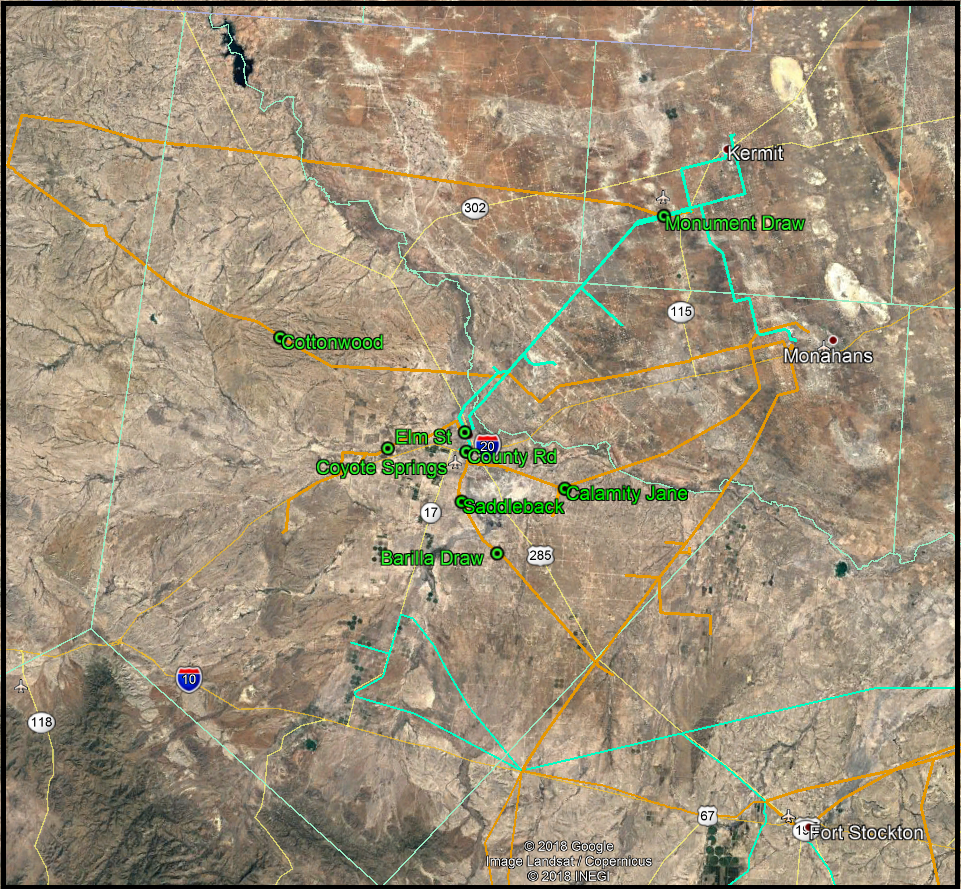 Kermit
302
Monument Draw
115
Cottonwood
Monahans
Elm St
20
County Rd
Coyote Springs
Calamity Jane
Saddleback
17
Barilla Draw
285
10
118
67
Fort Stockton
© 2018 Google
Image Landsat / Copernicus
© 2018 INEGI